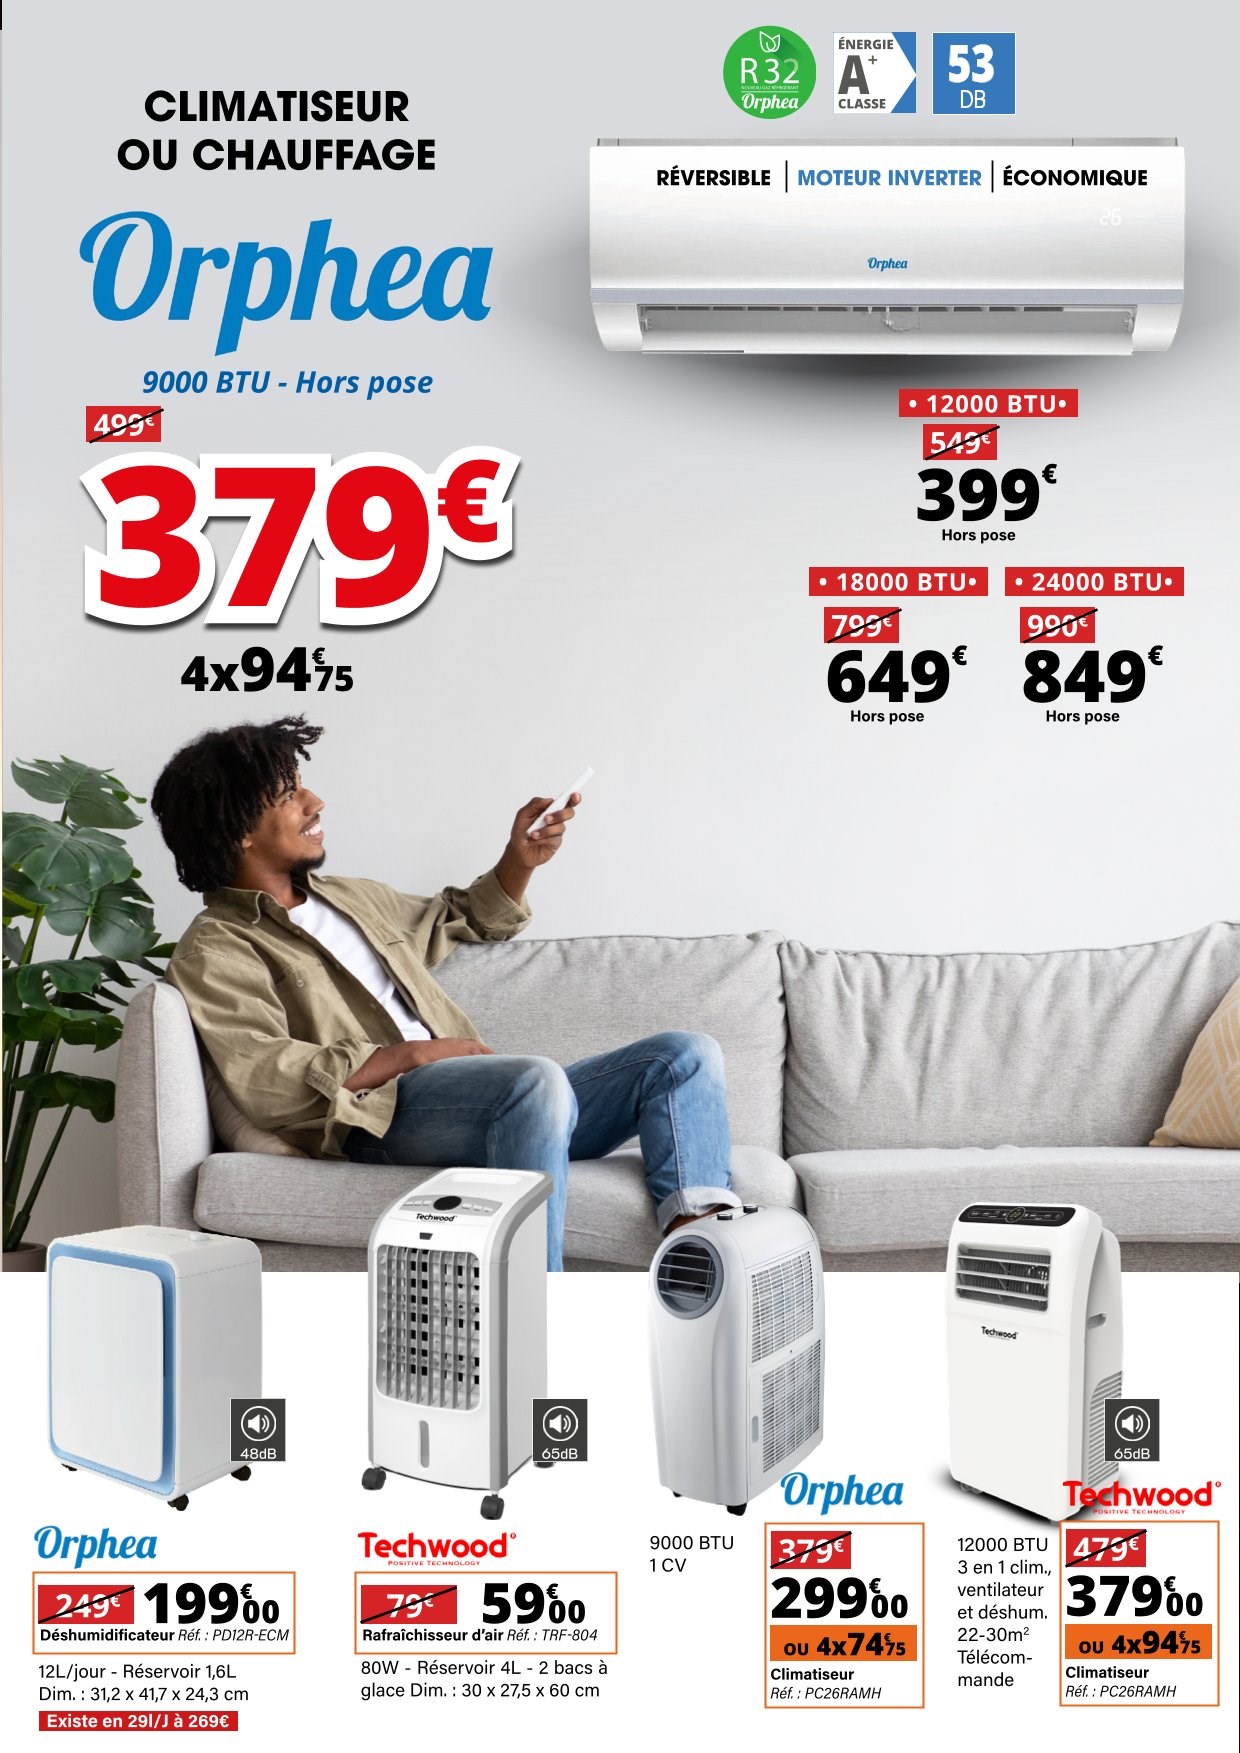 R 32
NOUVEAU GAZ RÉFRIGÉRANT
Orphea
ÉNERGIE
A+
CLASSE
53
DB
CLIMATISEUR
OU CHAUFFAGE
RÉVERSIBLE | MOTEUR INVERTER | ÉCONOMIQUE
26
Orphea
Orphea
9000 BTU - Hors pose
499€
379€
4x94€75
• 12000 BTU•
549€
399€
Hors pose
• 18000 BTU•
799€
649€
Hors pose
• 24000 BTU•
990€
849€
Hors pose
48dB
Orphea
249€ 199€00
Déshumidificateur Réf. : PD12R-ECM
12L/jour - Réservoir 1,6L
Dim. : 31,2 x 41,7 x 24,3 cm
Existe en 29l/J à 269€
Techwood
65dB
Techwood
POSITIVE TECHNOLOGY
79€ 59€00
Rafraîchisseur d'air Réf. : TRF-804
80W - Réservoir 4L - 2 bacs à
glace Dim. : 30 x 27,5 x 60 cm
Orphea
9000 BTU
1 CV
379€
299€00
OU 4x74€75
Climatiseur
Réf. : PC26RAMH
Techwood
65dB
Techwood
POSITIVE TECHNOLOGY
12000 BTU
3 en 1 clim.,
ventilateur
et déshum.
22-30m²
Télécom-
mande
479€
379€00
OU 4x94€75
Climatiseur
Réf. : PC26RAMH